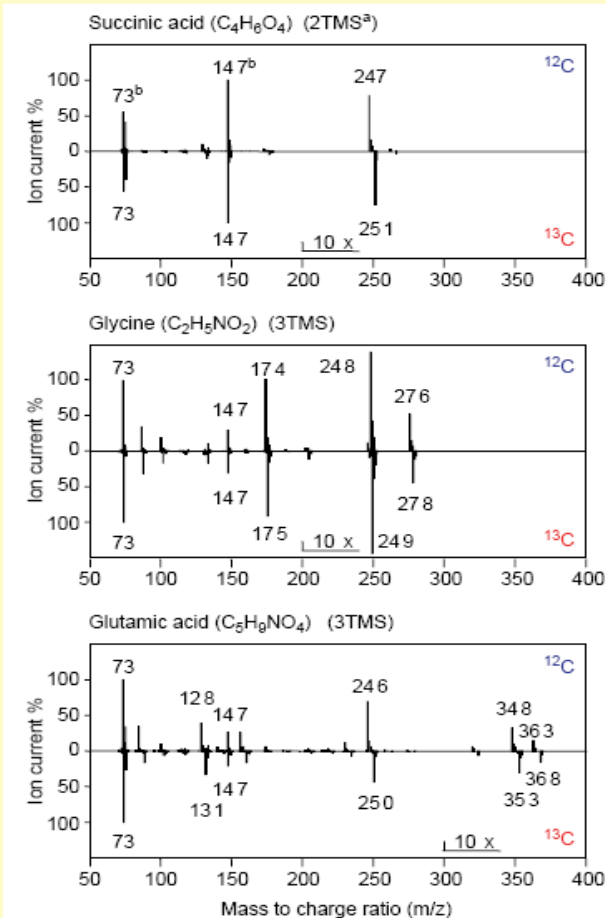 Succinic acid (C4H6O4) (2TMSᵃ)
Ion current %
100
50
0
50
100
73ᵇ
147ᵇ
247
¹²C
73
147
251
10 x
¹³C
50 100 150 200 250 300 350 400
Glycine (C2H5NO2) (3TMS)
Ion current %
100
50
0
50
100
73
147
174
248
276
¹²C
73
147
175
249
278
10 x
¹³C
50 100 150 200 250 300 350 400
Glutamic acid (C5H9NO4) (3TMS)
Ion current %
100
50
0
50
100
73
128
147
246
348
363
¹²C
73
131
147
250
353
368
10 x
¹³C
50 100 150 200 250 300 350 400
Mass to charge ratio (m/z)